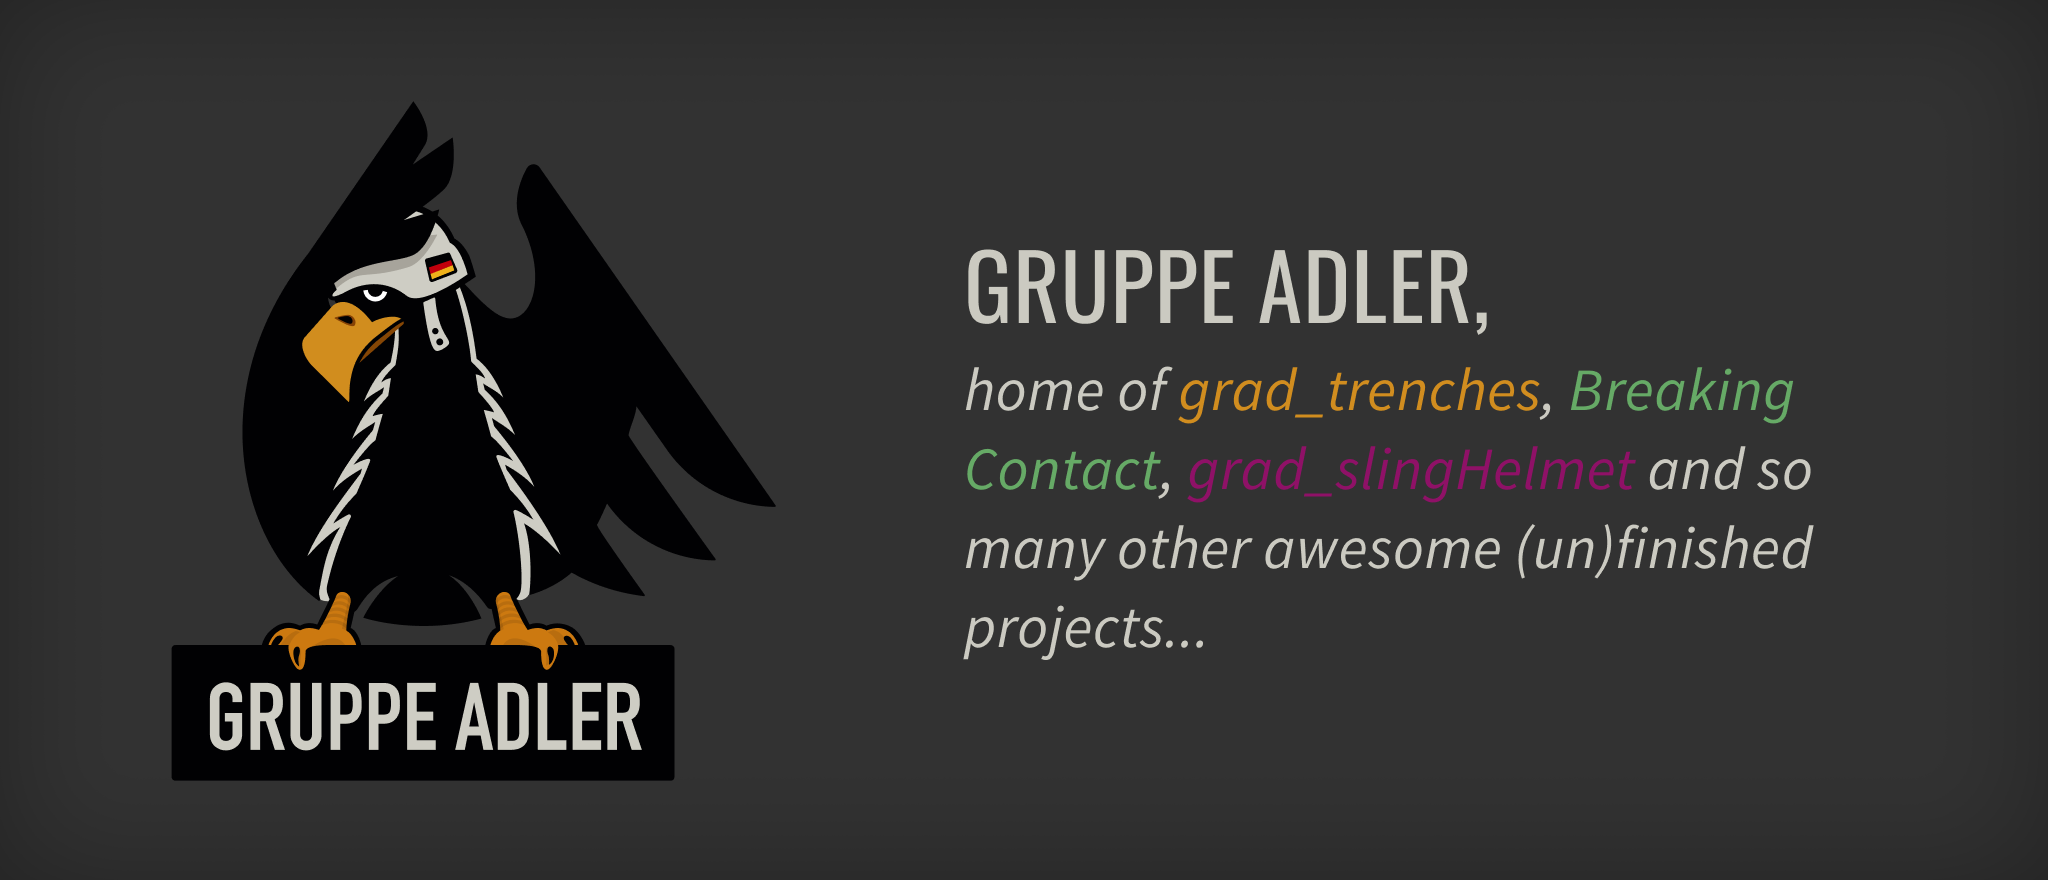 GRUPPE ADLER
GRUPPE ADLER,
home of grad_trenches, Breaking
Contact, grad_slingHelmet and so
many other awesome (un)finished
projects...